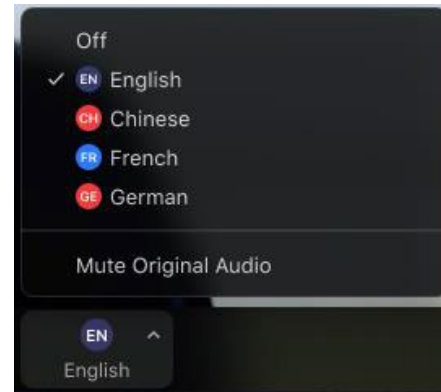 Off
EN English
CH Chinese
FR French
GE German
Mute Original Audio
EN
English